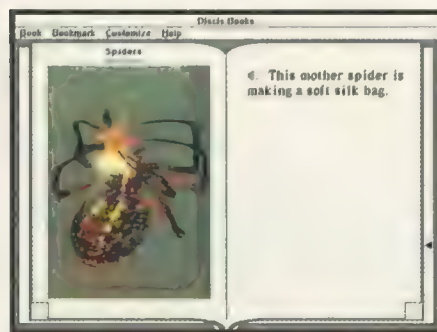 Discis Books
Book Bookmark Customize Help
Spiders
This mother spider is
making a soft silk bag.